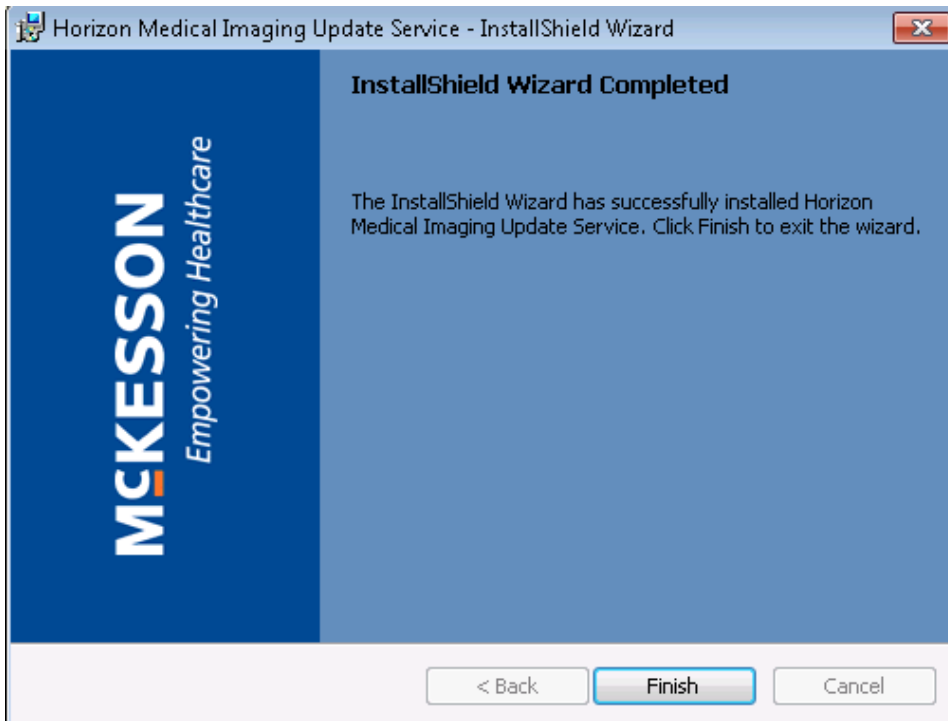 Horizon Medical Imaging Update Service - InstallShield Wizard
McKESSON
Empowering Healthcare
InstallShield Wizard Completed
The InstallShield Wizard has successfully installed Horizon
Medical Imaging Update Service. Click Finish to exit the wizard.
< Back
Finish
Cancel